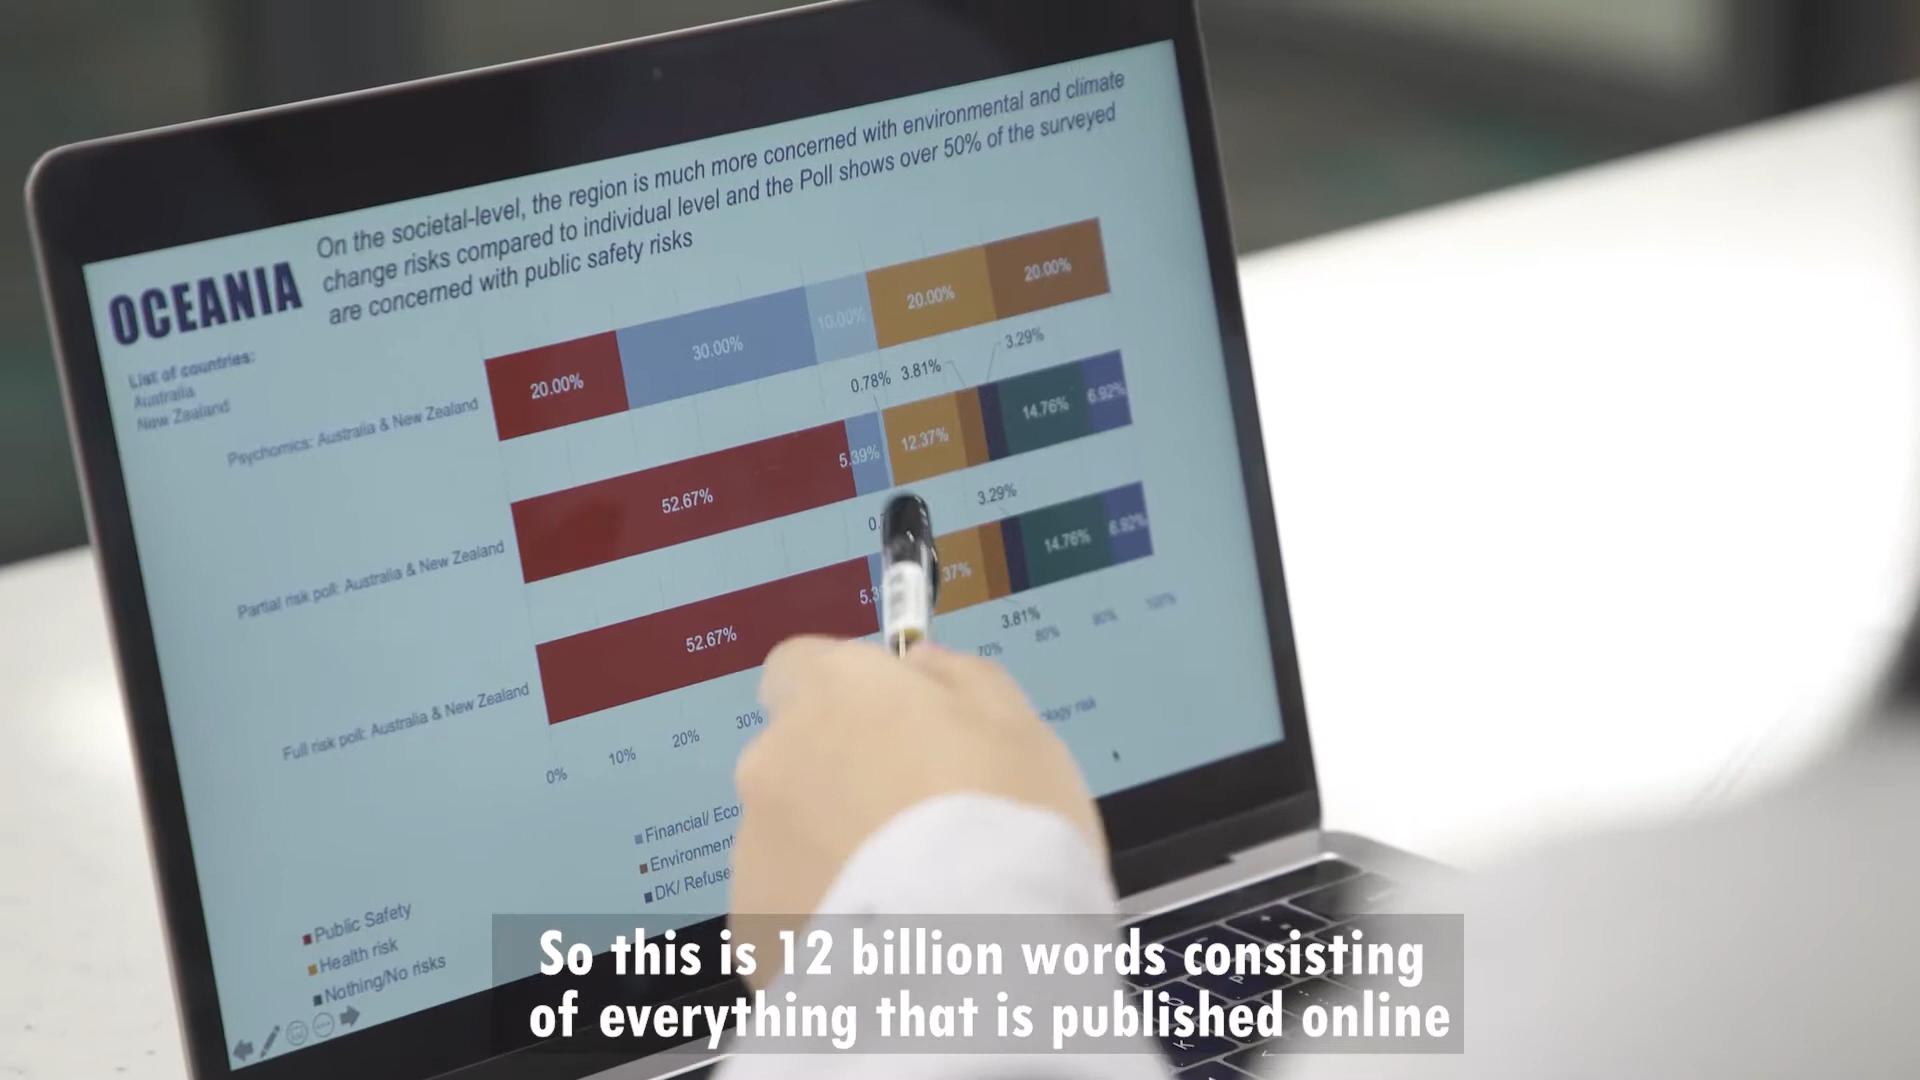 On the societal-level, the region is much more concerned with environmental and climate
change risks compared to individual level and the Poll shows over 50% of the surveyed
are concerned with public safety risks
OCEANIA
List of countries:
Australia
New Zealand
Psychomics: Australia & New Zealand
20.00%
30.00%
10.00%
20.00%
20.00%
0.78%
3.81%
3.29%
Partial risk poll: Australia & New Zealand
52.67%
5.39%
12.37%
14.76%
6.92%
3.29%
Full risk poll: Australia & New Zealand
52.67%
37%
14.76%
6.92%
3.81%
0%
10%
20%
30%
70%
80%
90%
100%
risk
Financial/
DK/
Public Safety
Health risk
Nothing/No risks
So this is 12 billion words consisting
of everything that is published online